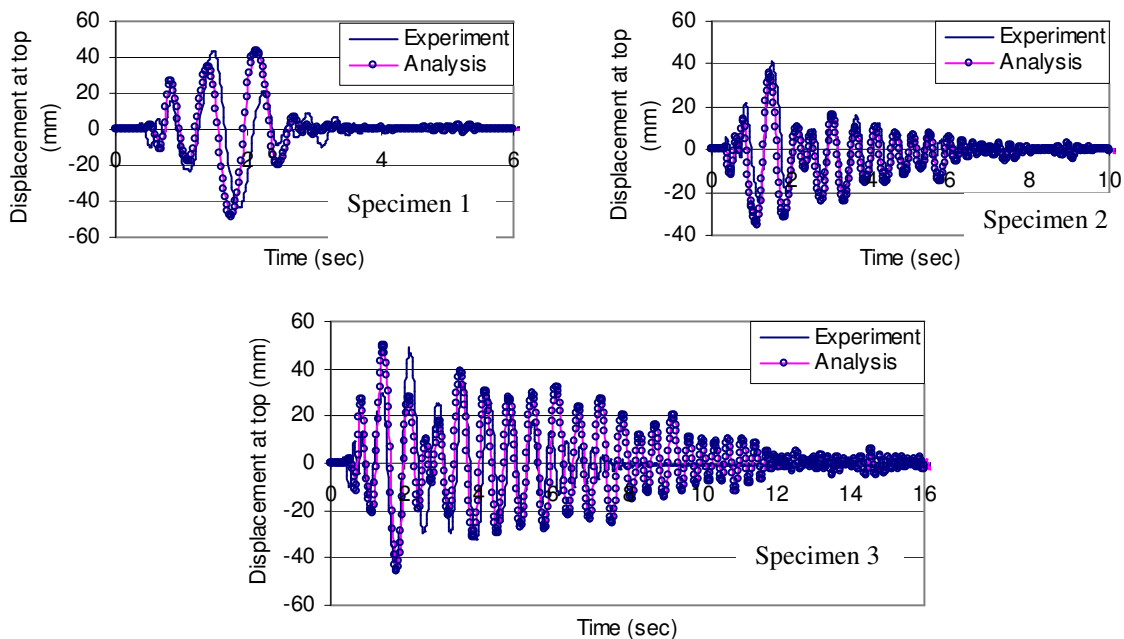 60
40
20
0
-20
-40
-60
0
2
4
6
Displacement at top
(mm)
Time (sec)
Experiment
Analysis
Specimen 1
60
40
20
0
-20
-40
0
2
4
6
8
10
Displacement at top
(mm)
Time (sec)
Experiment
Analysis
Specimen 2
60
40
20
0
-20
-40
-60
0
2
4
6
8
10
12
14
16
Displacement at top (mm)
Time (sec)
Experiment
Analysis
Specimen 3